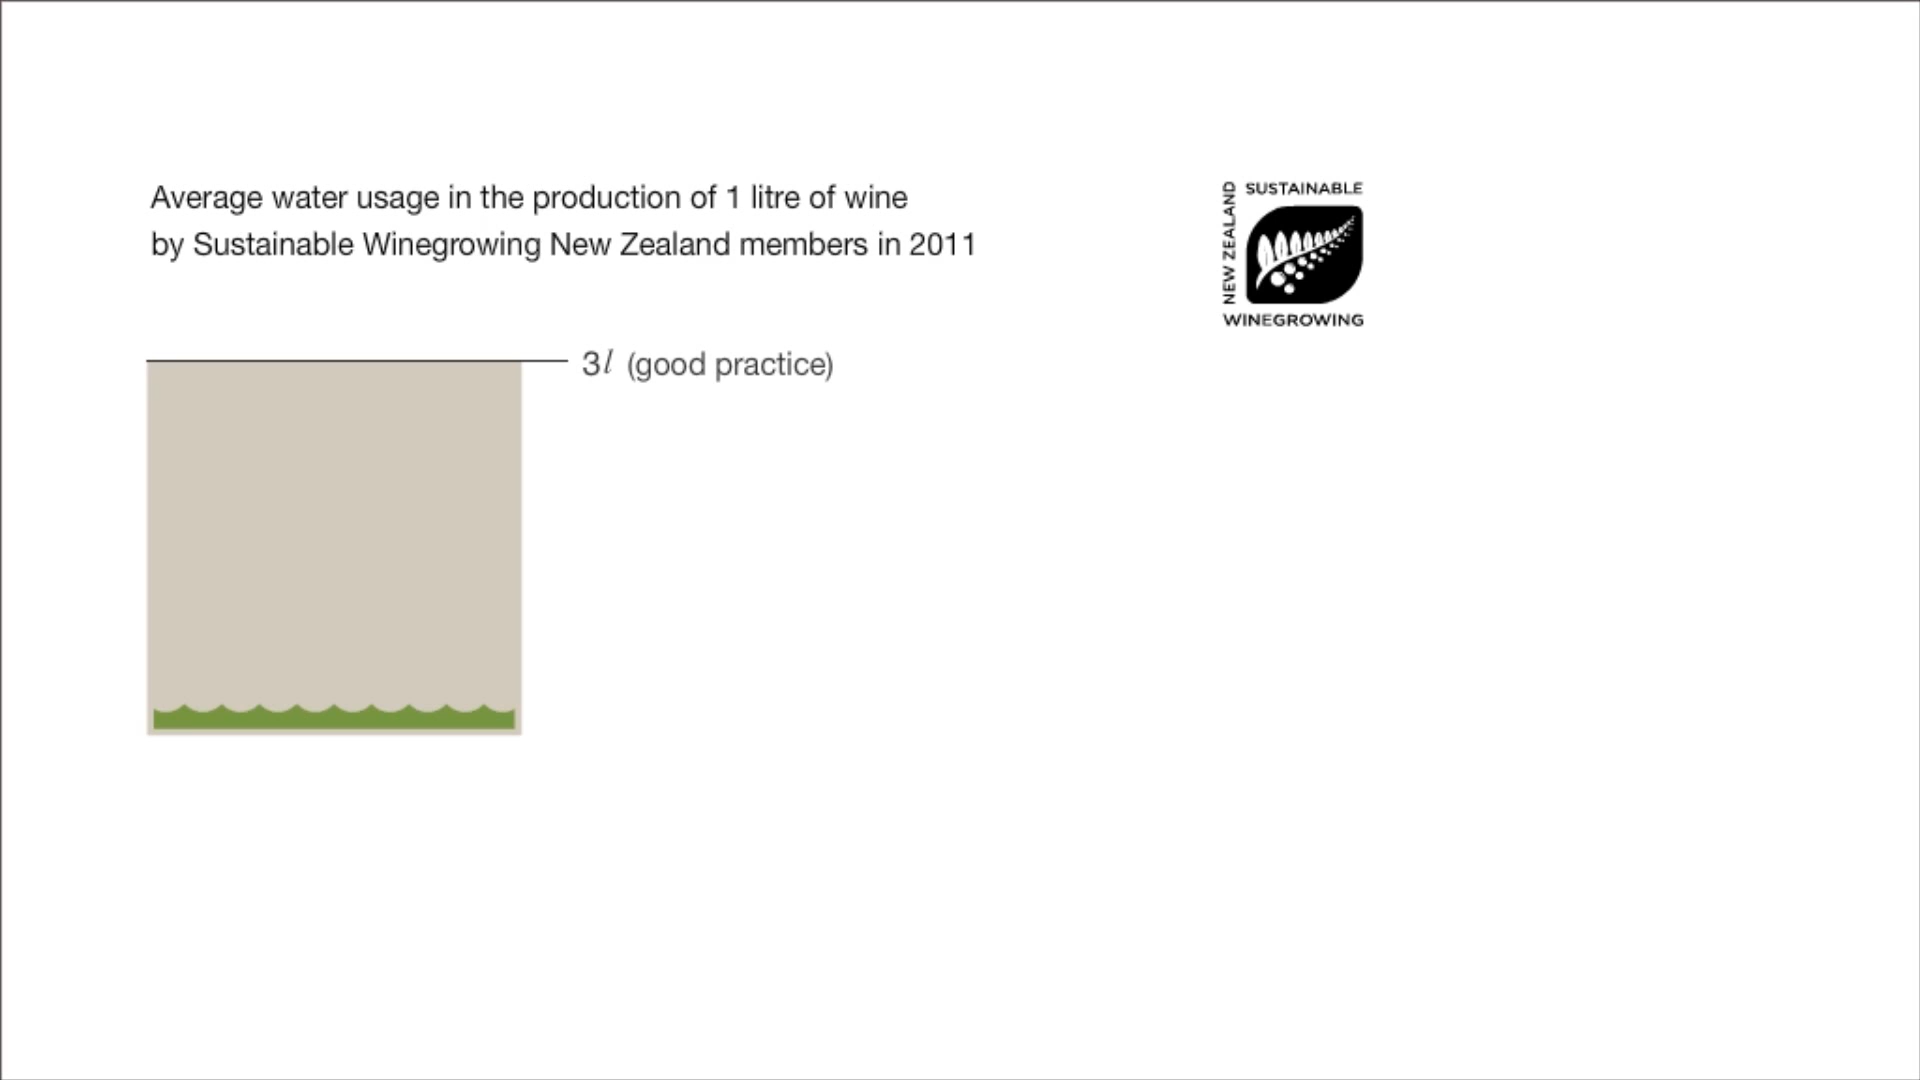 Average water usage in the production of 1 litre of wine
by Sustainable Winegrowing New Zealand members in 2011
SUSTAINABLE
NEW ZEALAND
WINEGROWING
3l (good practice)